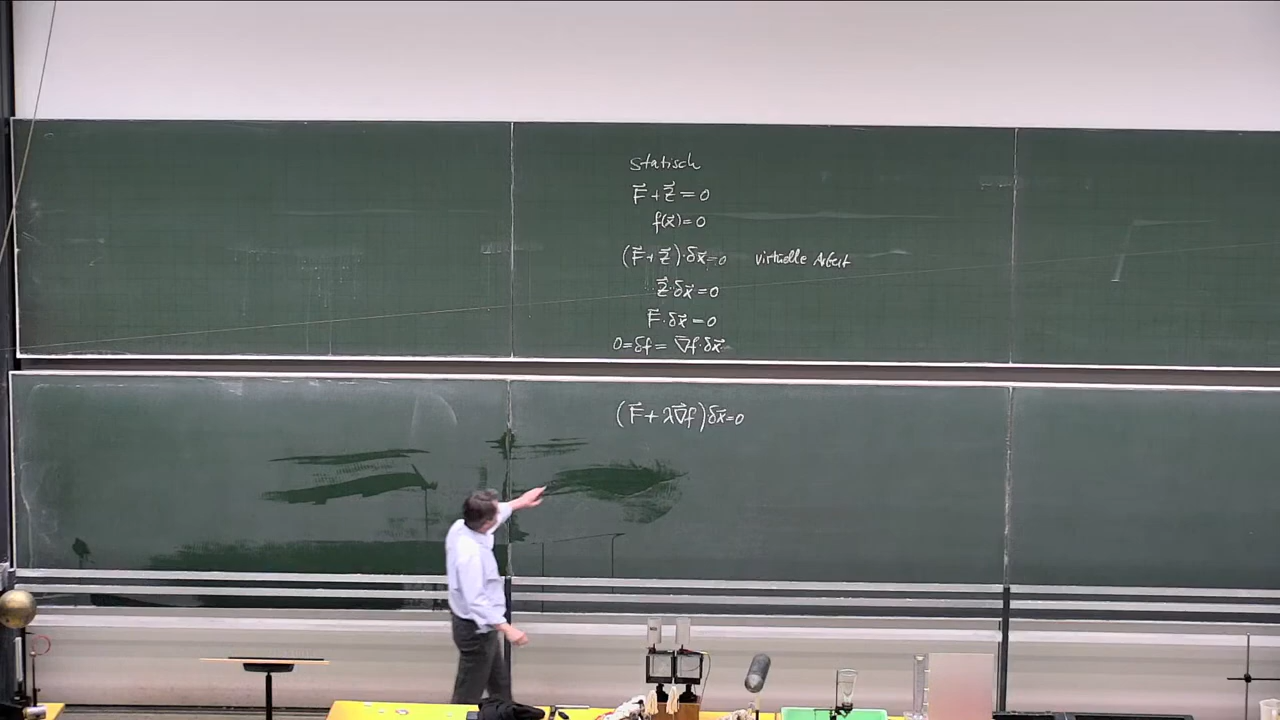 Statisch
F⃗ + Z⃗ = 0
f(x⃗) = 0
(F⃗ + Z⃗)·δx⃗ = 0 virtuelle Arbeit
Z⃗·δx⃗ = 0
F⃗·δx⃗ = 0
0 = δf = ∇⃗f·δx⃗
(F⃗ + λ∇⃗f)δx⃗ = 0